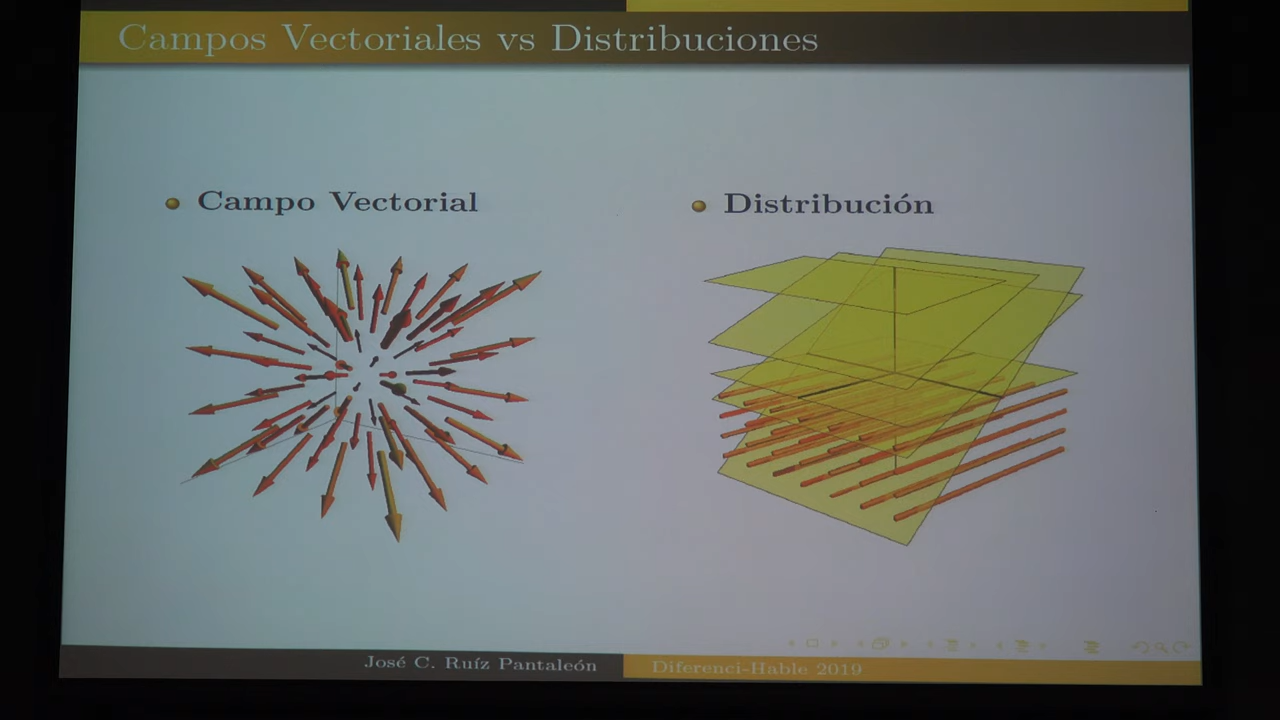 Campos Vectoriales vs Distribuciones
Campo Vectorial
Distribución
José C. Ruíz Pantaleón
Diferenci-Hable 2019